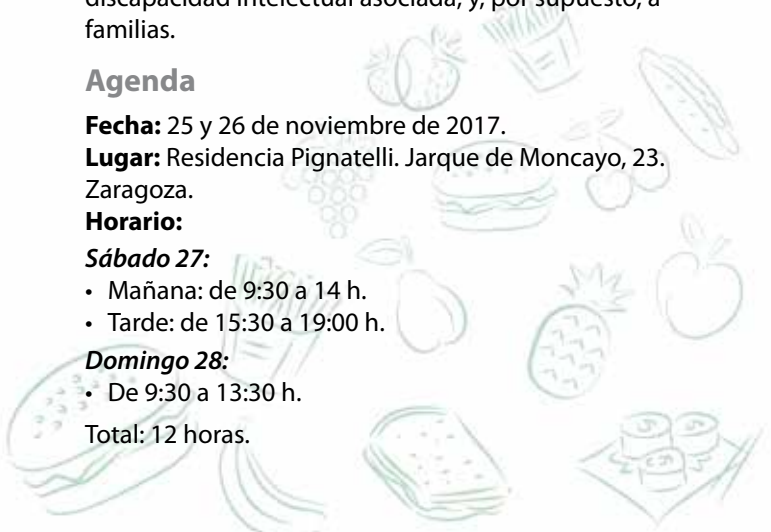 discapacidad intelectual asociada, y, por supuesto, a
familias.
Agenda
Fecha: 25 y 26 de noviembre de 2017.
Lugar: Residencia Pignatelli. Jarque de Moncayo, 23.
Zaragoza.
Horario:
Sábado 27:
• Mañana: de 9:30 a 14 h.
• Tarde: de 15:30 a 19:00 h.
Domingo 28:
• De 9:30 a 13:30 h.
Total: 12 horas.